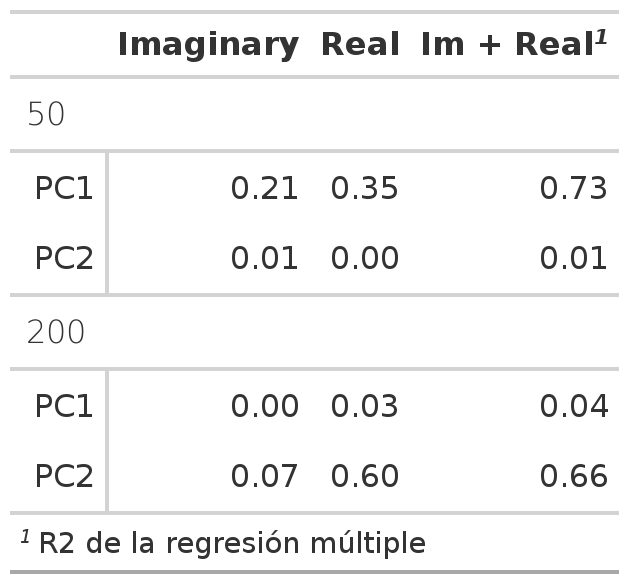 Imaginary Real Im + Real¹
50
PC1 0.21 0.35 0.73
PC2 0.01 0.00 0.01
200
PC1 0.00 0.03 0.04
PC2 0.07 0.60 0.66
¹ R2 de la regresión múltiple